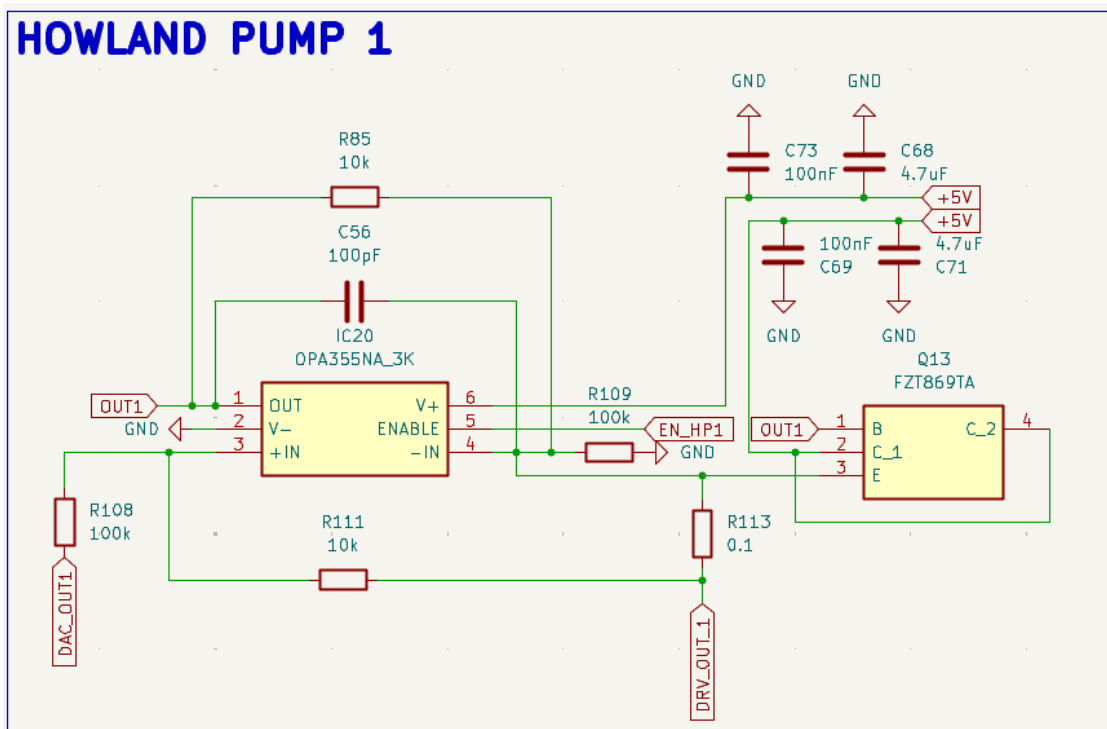 HOWLAND PUMP 1
GND
GND
R85
10k
C73
100nF
C68
4.7uF
+5V
+5V
C56
100pF
100nF
C69
4.7uF
C71
GND
GND
IC20
OPA355NA_3K
Q13
FZT869TA
OUT1
1
OUT
V+
6
R109
100k
GND
2
V-
ENABLE
5
EN_HP1
3
+IN
-IN
4
GND
OUT1
1
B
C_2
4
2
C_1
3
E
R108
100k
R111
10k
R113
0.1
DAC_OUT1
DRV_OUT_1